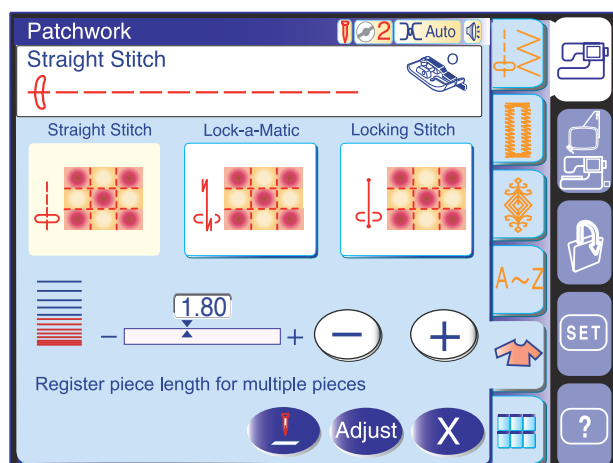 Patchwork 2 Auto
Straight Stitch
Straight Stitch Lock-a-Matic Locking Stitch
A~Z
1.80
- +
− +
SET
Register piece length for multiple pieces
Adjust X
?